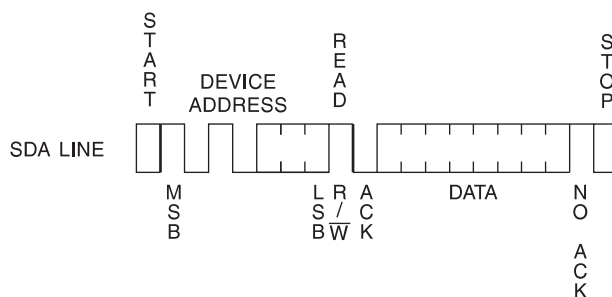 START
READ
STOP
DEVICE
ADDRESS
SDA LINE
MSB
LSB
R/W
ACK
DATA
NO ACK